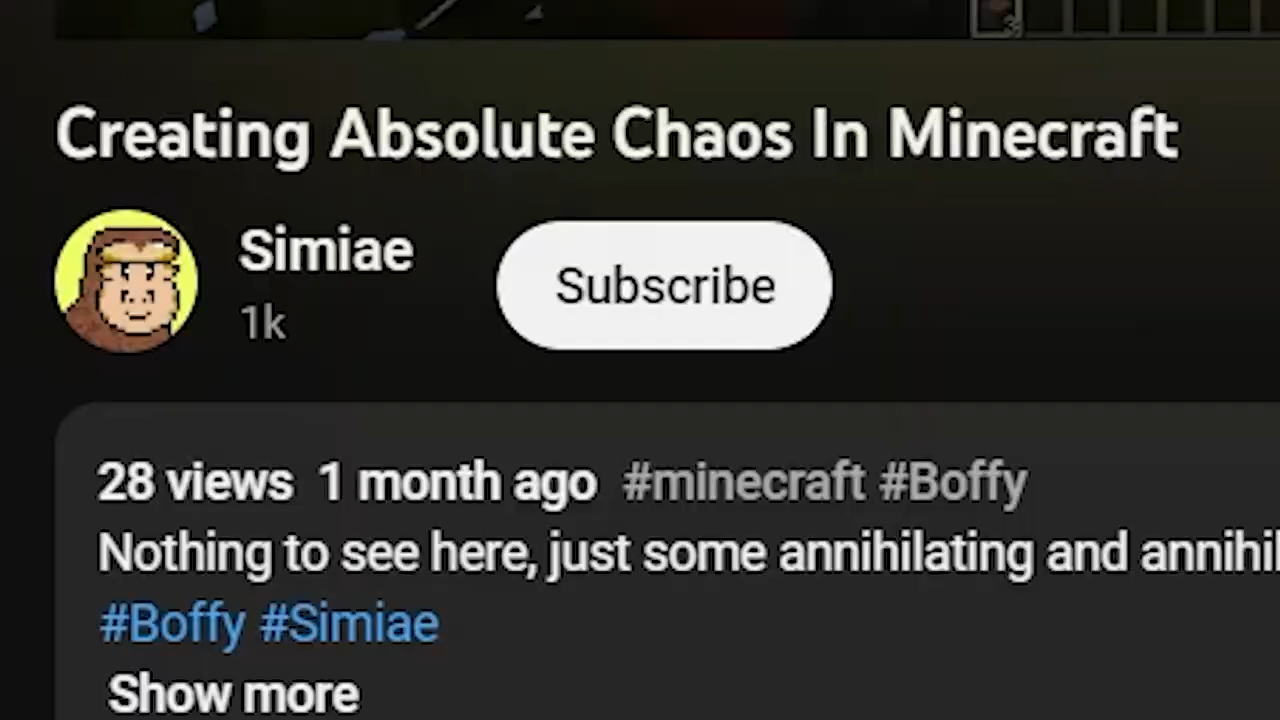 Creating Absolute Chaos In Minecraft
Simiae
1k
Subscribe
28 views 1 month ago #minecraft #Boffy
Nothing to see here, just some annihilating and annihil
#Boffy #Simiae
Show more